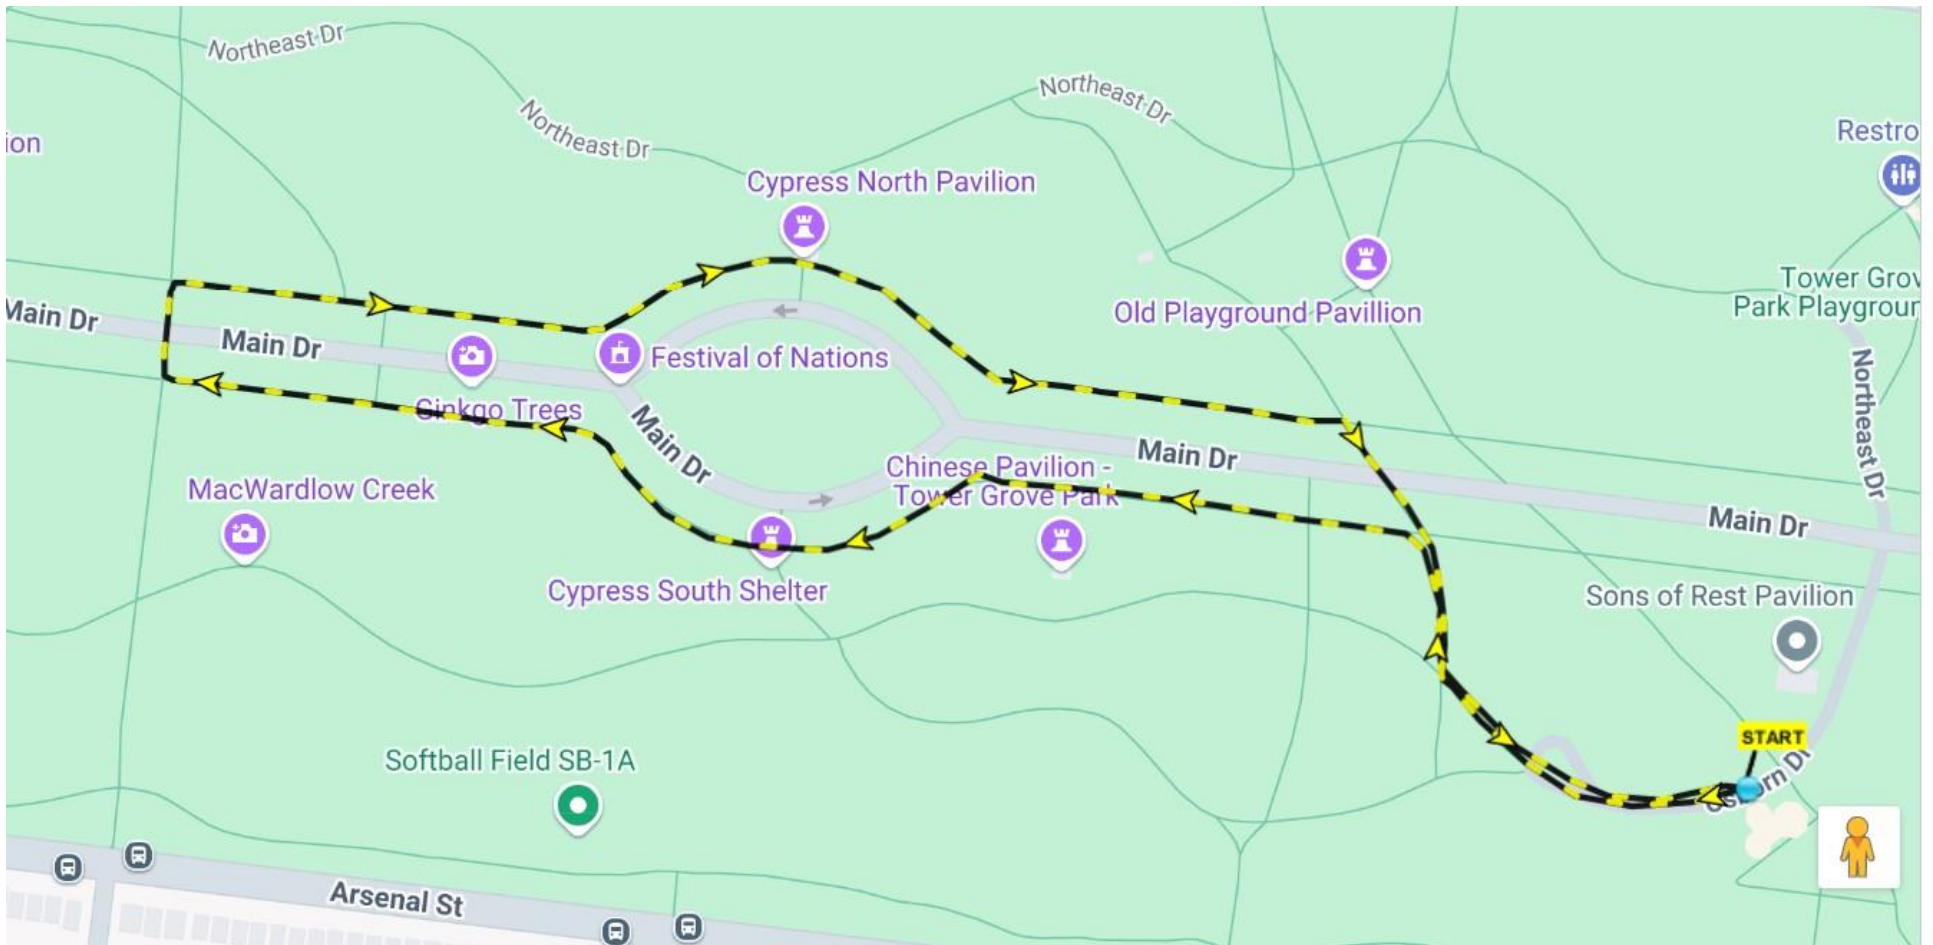 Northeast Dr
Northeast Dr
Northeast Dr
Restro
ion
Cypress North Pavilion
Tower Grov
Park Playgroun
Old Playground Pavillion
Main Dr
Main Dr
Festival of Nations
Northeast Dr
Ginkgo Trees
Main Dr
Main Dr
Chinese Pavilion -
Tower Grove Park
MacWardlow Creek
Main Dr
Cypress South Shelter
Sons of Rest Pavilion
START
Softball Field SB-1A
Arsenal St